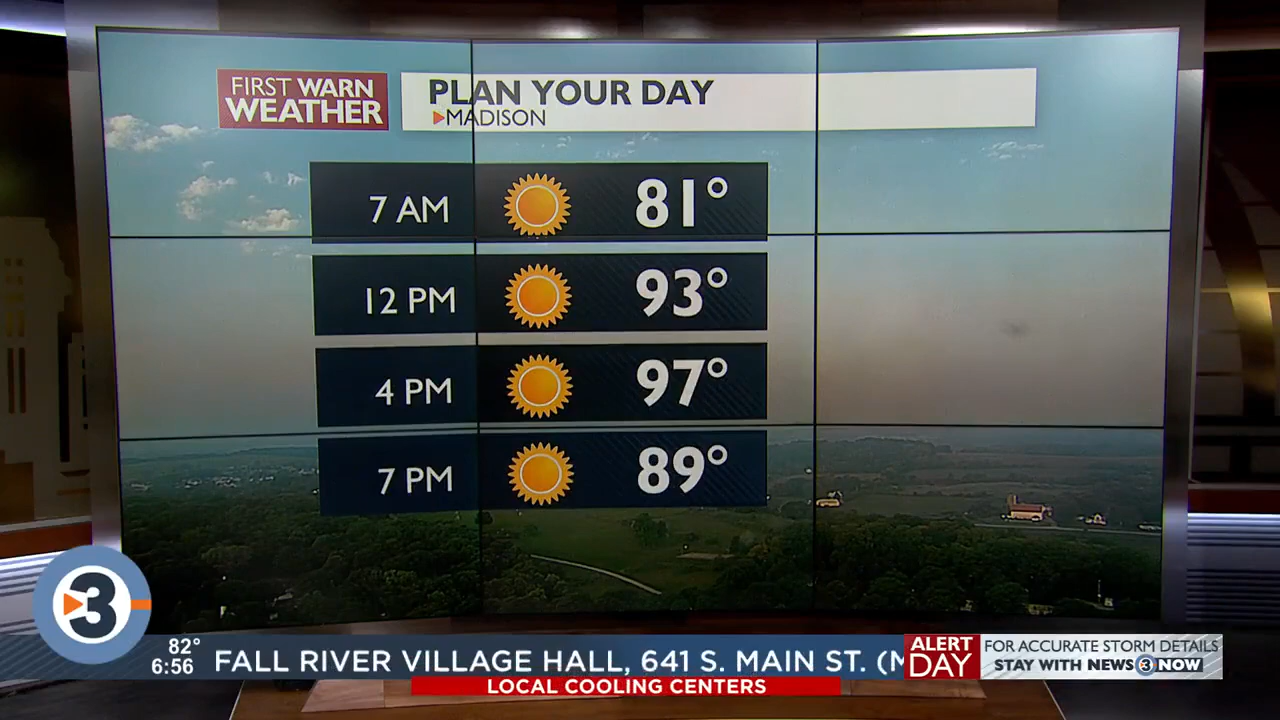 FIRST WARN
WEATHER
PLAN YOUR DAY
MADISON
7 AM 81°
12 PM 93°
4 PM 97°
7 PM 89°
3
82°
6:56
FALL RIVER VILLAGE HALL, 641 S. MAIN ST. (M
ALERT
DAY
FOR ACCURATE STORM DETAILS
STAY WITH NEWS 3 NOW
LOCAL COOLING CENTERS